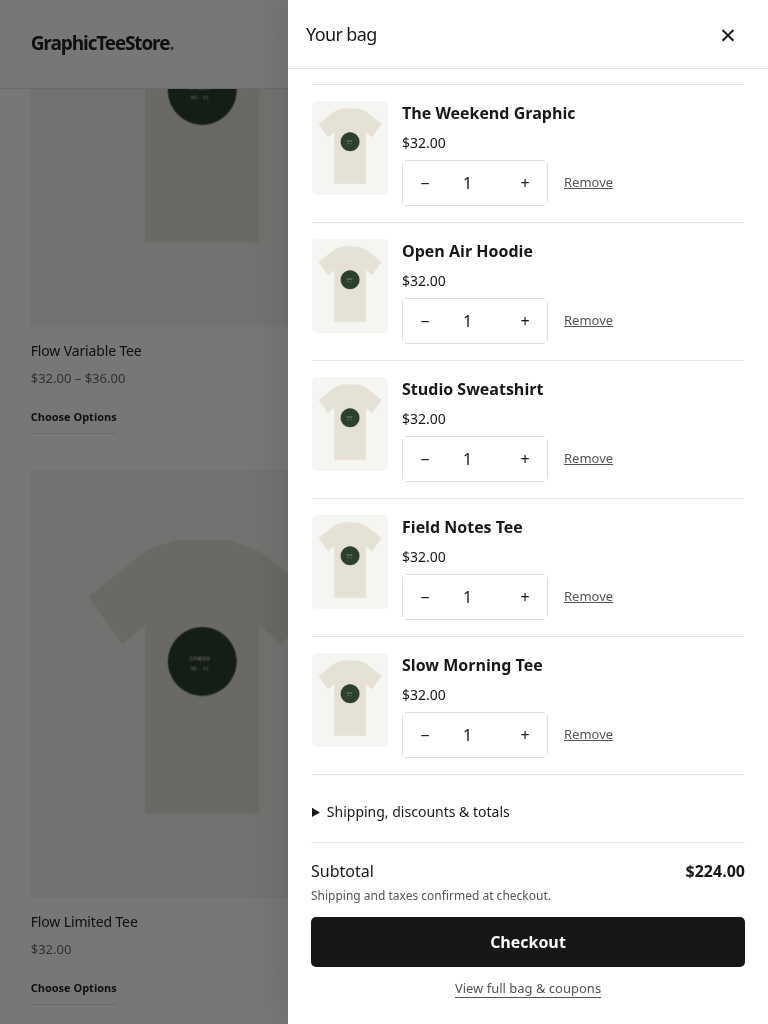 GraphicTeeStore.
Flow Variable Tee
$32.00 – $36.00
Choose Options
Flow Limited Tee
$32.00
Choose Options
Your bag
✕
The Weekend Graphic
$32.00
− 1 + Remove
Open Air Hoodie
$32.00
− 1 + Remove
Studio Sweatshirt
$32.00
− 1 + Remove
Field Notes Tee
$32.00
− 1 + Remove
Slow Morning Tee
$32.00
− 1 + Remove
Shipping, discounts & totals
Subtotal $224.00
Shipping and taxes confirmed at checkout.
Checkout
View full bag & coupons